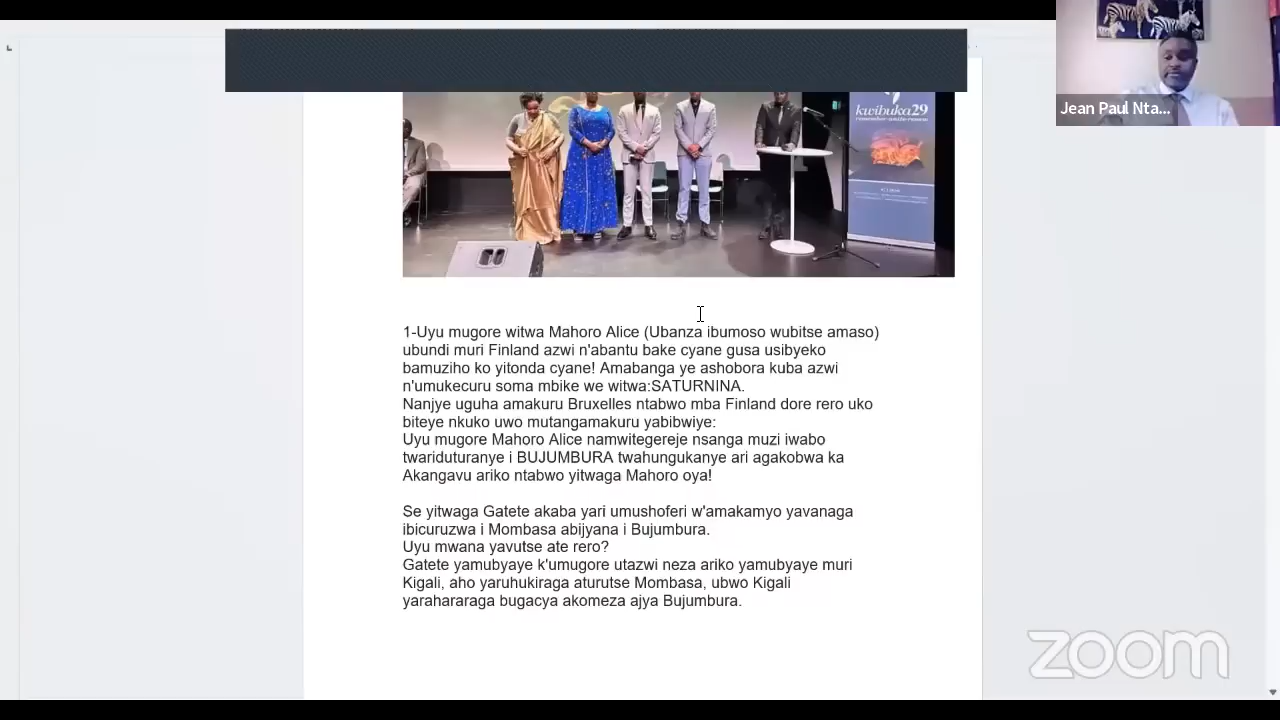 Jean Paul Nta...
kwibuka29
remember-unite-renew
1-Uyu mugore witwa Mahoro Alice (Ubanza ibumoso wubitse amaso)
ubundi muri Finland azwi n'abantu bake cyane gusa usibyeko
bamuziho ko yitonda cyane! Amabanga ye ashobora kuba azwi
n'umukecuru soma mbike we witwa:SATURNINA.
Nanjye uguha amakuru Bruxelles ntabwo mba Finland dore rero uko
biteye nkuko uwo mutangamakuru yabibwiye:
Uyu mugore Mahoro Alice namwitegereje nsanga muzi iwabo
twariduturanye i BUJUMBURA twahungukanye ari agakobwa ka
Akangavu ariko ntabwo yitwaga Mahoro oya!
Se yitwaga Gatete akaba yari umushoferi w'amakamyo yavanaga
ibicuruzwa i Mombasa abijyana i Bujumbura.
Uyu mwana yavutse ate rero?
Gatete yamubyaye k'umugore utazwi neza ariko yamubyaye muri
Kigali, aho yaruhukiraga aturutse Mombasa, ubwo Kigali
yarahararaga bugacya akomeza ajya Bujumbura.
zoom